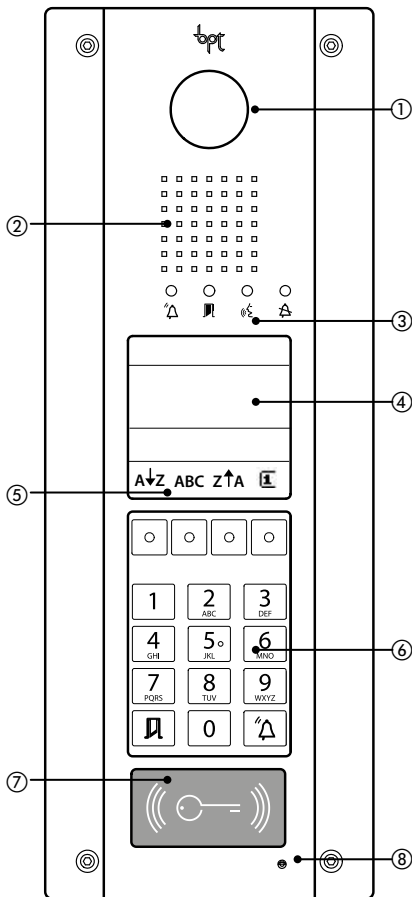 bpt
①
②
③
④
A↓Z ABC Z↑A 1
⑤
1 2 3
ABC DEF
4 5 6
GHI JKL MNO
⑥
7 8 9
PQRS TUV WXYZ
0
⑦
⑧